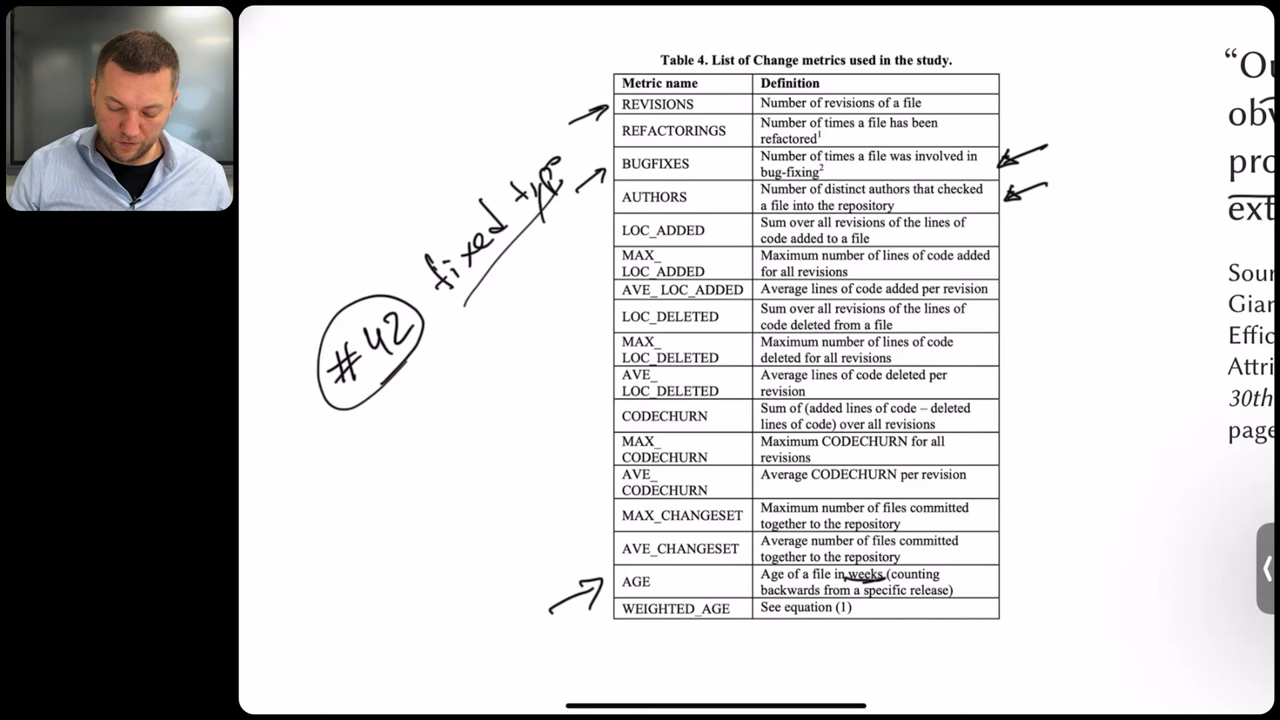 Table 4. List of Change metrics used in the study.
Metric name Definition
REVISIONS Number of revisions of a file
REFACTORINGS Number of times a file has been
refactored1
BUGFIXES Number of times a file was involved in
bug-fixing2
AUTHORS Number of distinct authors that checked
a file into the repository
LOC_ADDED Sum over all revisions of the lines of
code added to a file
MAX_
LOC_ADDED Maximum number of lines of code added
for all revisions
AVE_ LOC_ADDED Average lines of code added per revision
LOC_DELETED Sum over all revisions of the lines of
code deleted from a file
MAX_
LOC_DELETED Maximum number of lines of code
deleted for all revisions
AVE_
LOC_DELETED Average lines of code deleted per
revision
CODECHURN Sum of (added lines of code – deleted
lines of code) over all revisions
MAX_
CODECHURN Maximum CODECHURN for all
revisions
AVE_
CODECHURN Average CODECHURN per revision
MAX_CHANGESET Maximum number of files committed
together to the repository
AVE_CHANGESET Average number of files committed
together to the repository
AGE Age of a file in weeks (counting
backwards from a specific release)
WEIGHTED_AGE See equation (1)
#42
fixed type
“Ou
obv
pro
ext
Sour
Gian
Effic
Attri
30th
page